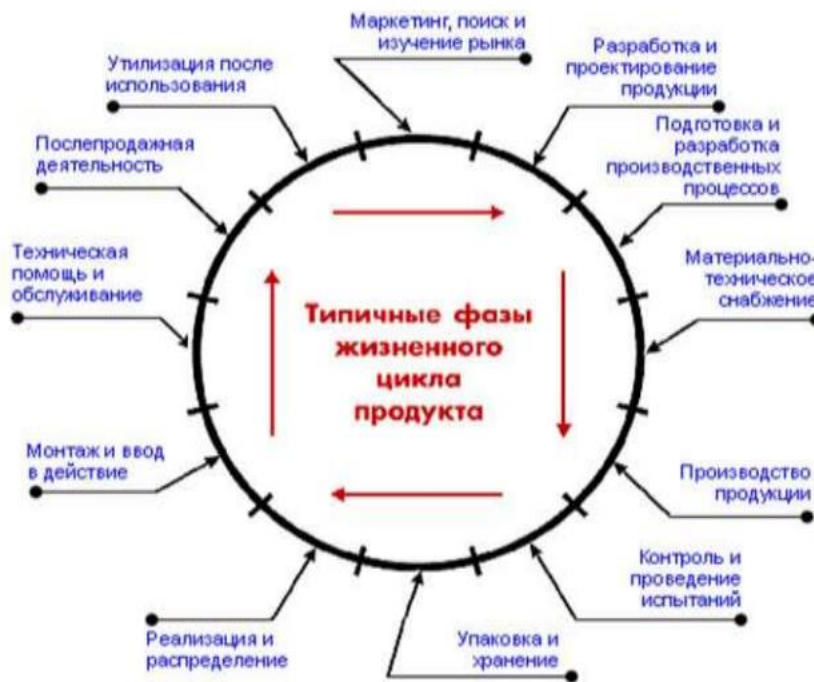 Маркетинг, поиск и
изучение рынка
Разработка и
проектирование
продукции
Подготовка и
разработка
производственных
процессов
Материально-
техническое
снабжение
Производство
продукции
Контроль и
проведение
испытаний
Упаковка и
хранение
Реализация и
распределение
Монтаж и ввод
в действие
Техническая
помощь и
обслуживание
Послепродажная
деятельность
Утилизация после
использования
Типичные фазы
жизненного
цикла
продукта